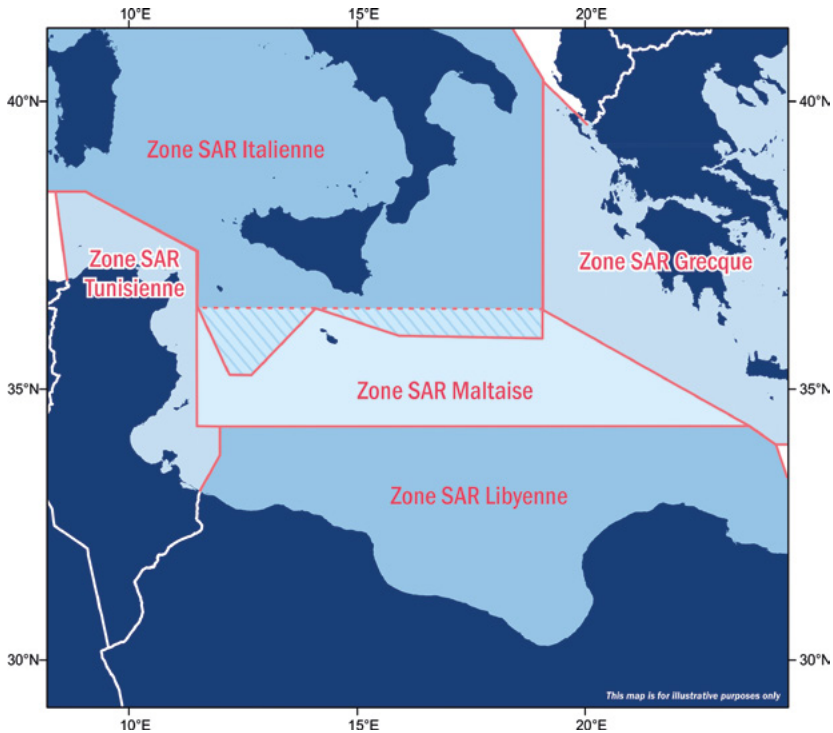 10°E
15°E
20°E
40°N
40°N
Zone SAR Italienne
Zone SAR
Tunisienne
Zone SAR Grecque
35°N
35°N
Zone SAR Maltaise
Zone SAR Libyenne
30°N
30°N
This map is for illustrative purposes only
10°E
15°E
20°E